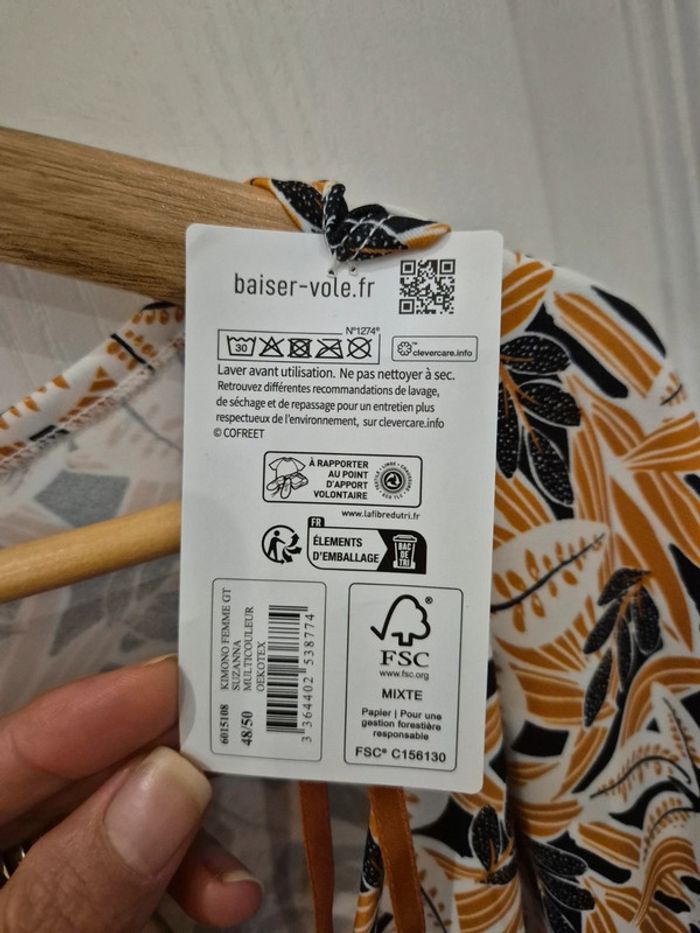 baiser-vole.fr
N°1274°
30
clevercare.info
Laver avant utilisation. Ne pas nettoyer à sec.
Retrouvez différentes recommandations de lavage,
de séchage et de repassage pour un entretien plus
respectueux de l'environnement, sur clevercare.info
© COFREET
À RAPPORTER
AU POINT
D'APPORT
VOLONTAIRE
www.lafibredutri.fr
FR
ÉLEMENTS
D'EMBALLAGE
BAC
DE
TRI
6015108 KIMONO FEMME GT
SUZANNA
MULTICOULEUR
48/50 OEKOTEX
3 364402 538774
®
FSC
www.fsc.org
MIXTE
Papier | Pour une
gestion forestière
responsable
FSC® C156130